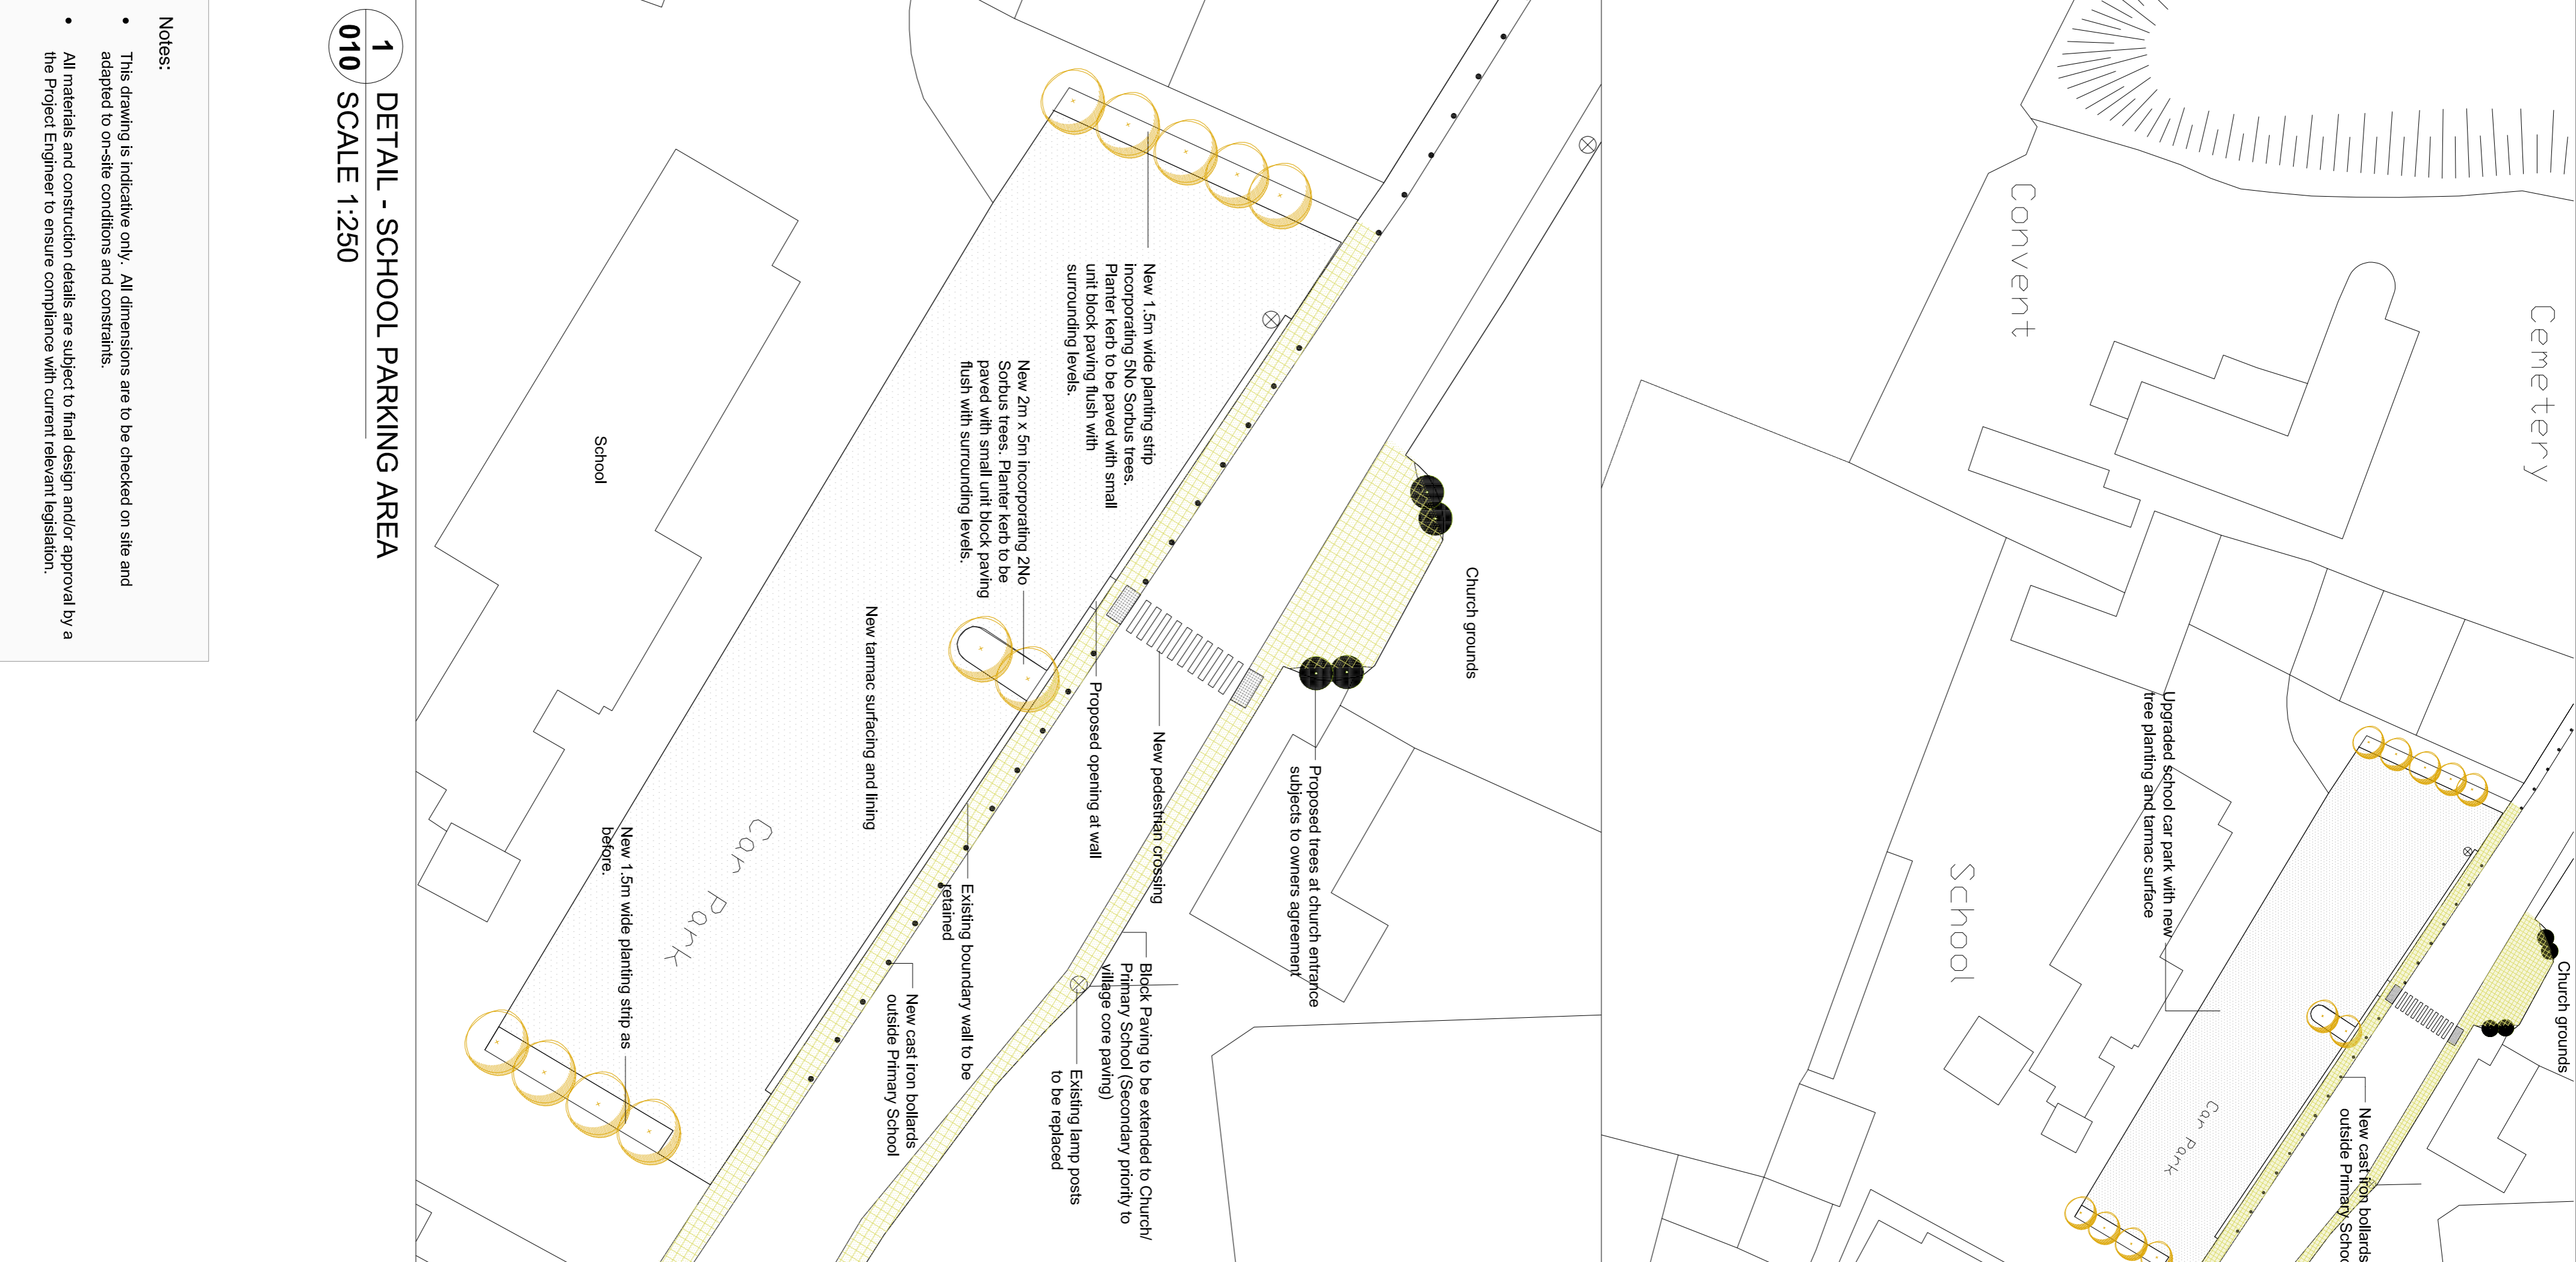 Cemetery
Convent
School
Upgraded school car park with new
tree planting and tarmac surface
Church grounds
Car Park
New cast iron bollards
outside Primary Schoo
Church grounds
New 1.5m wide planting strip
incorporating 5No Sorbus trees.
Planter kerb to be paved with small
unit block paving flush with
surrounding levels.
New 2m x 5m incorporating 2No
Sorbus trees. Planter kerb to be
paved with small unit block paving
flush with surrounding levels.
Proposed trees at church entrance
subjects to owners agreement
New pedestrian crossing
Proposed opening at wall
Block Paving to be extended to Church/
Primary School (Secondary priority to
village core paving)
Existing lamp posts
to be replaced
Existing boundary wall to be
retained
New cast iron bollards
outside Primary School
New tarmac surfacing and lining
Car Park
New 1.5m wide planting strip as
before.
School
1
010
DETAIL - SCHOOL PARKING AREA
SCALE 1:250
Notes:
• This drawing is indicative only. All dimensions are to be checked on site and
adapted to on-site conditions and constraints.
• All materials and construction details are subject to final design and/or approval by a
the Project Engineer to ensure compliance with current relevant legislation.